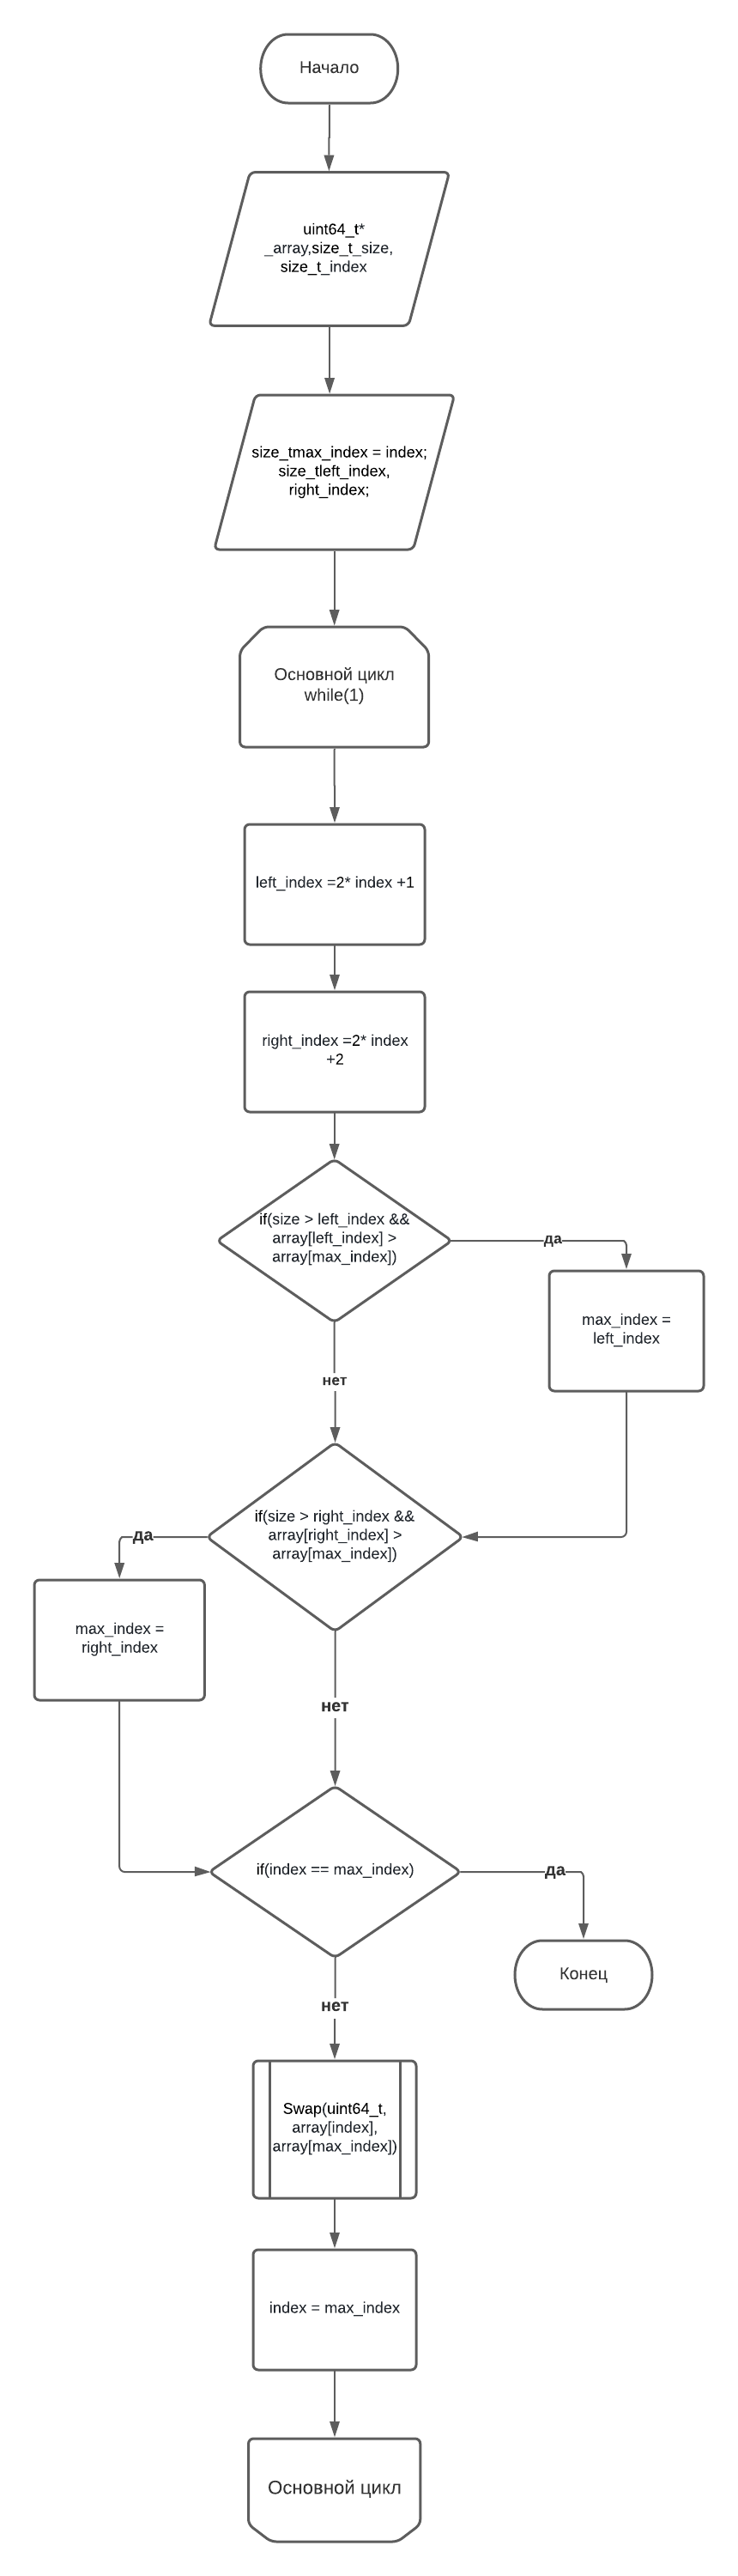 Начало
uint64_t*
_array,size_t_size,
size_t_index
size_tmax_index = index;
size_tleft_index,
right_index;
Основной цикл
while(1)
left_index =2* index +1
right_index =2* index
+2
if(size > left_index &&
array[left_index] >
array[max_index])
да
max_index =
left_index
нет
if(size > right_index &&
array[right_index] >
array[max_index])
да
max_index =
right_index
нет
if(index == max_index)
да
Конец
нет
Swap(uint64_t,
array[index],
array[max_index])
index = max_index
Основной цикл